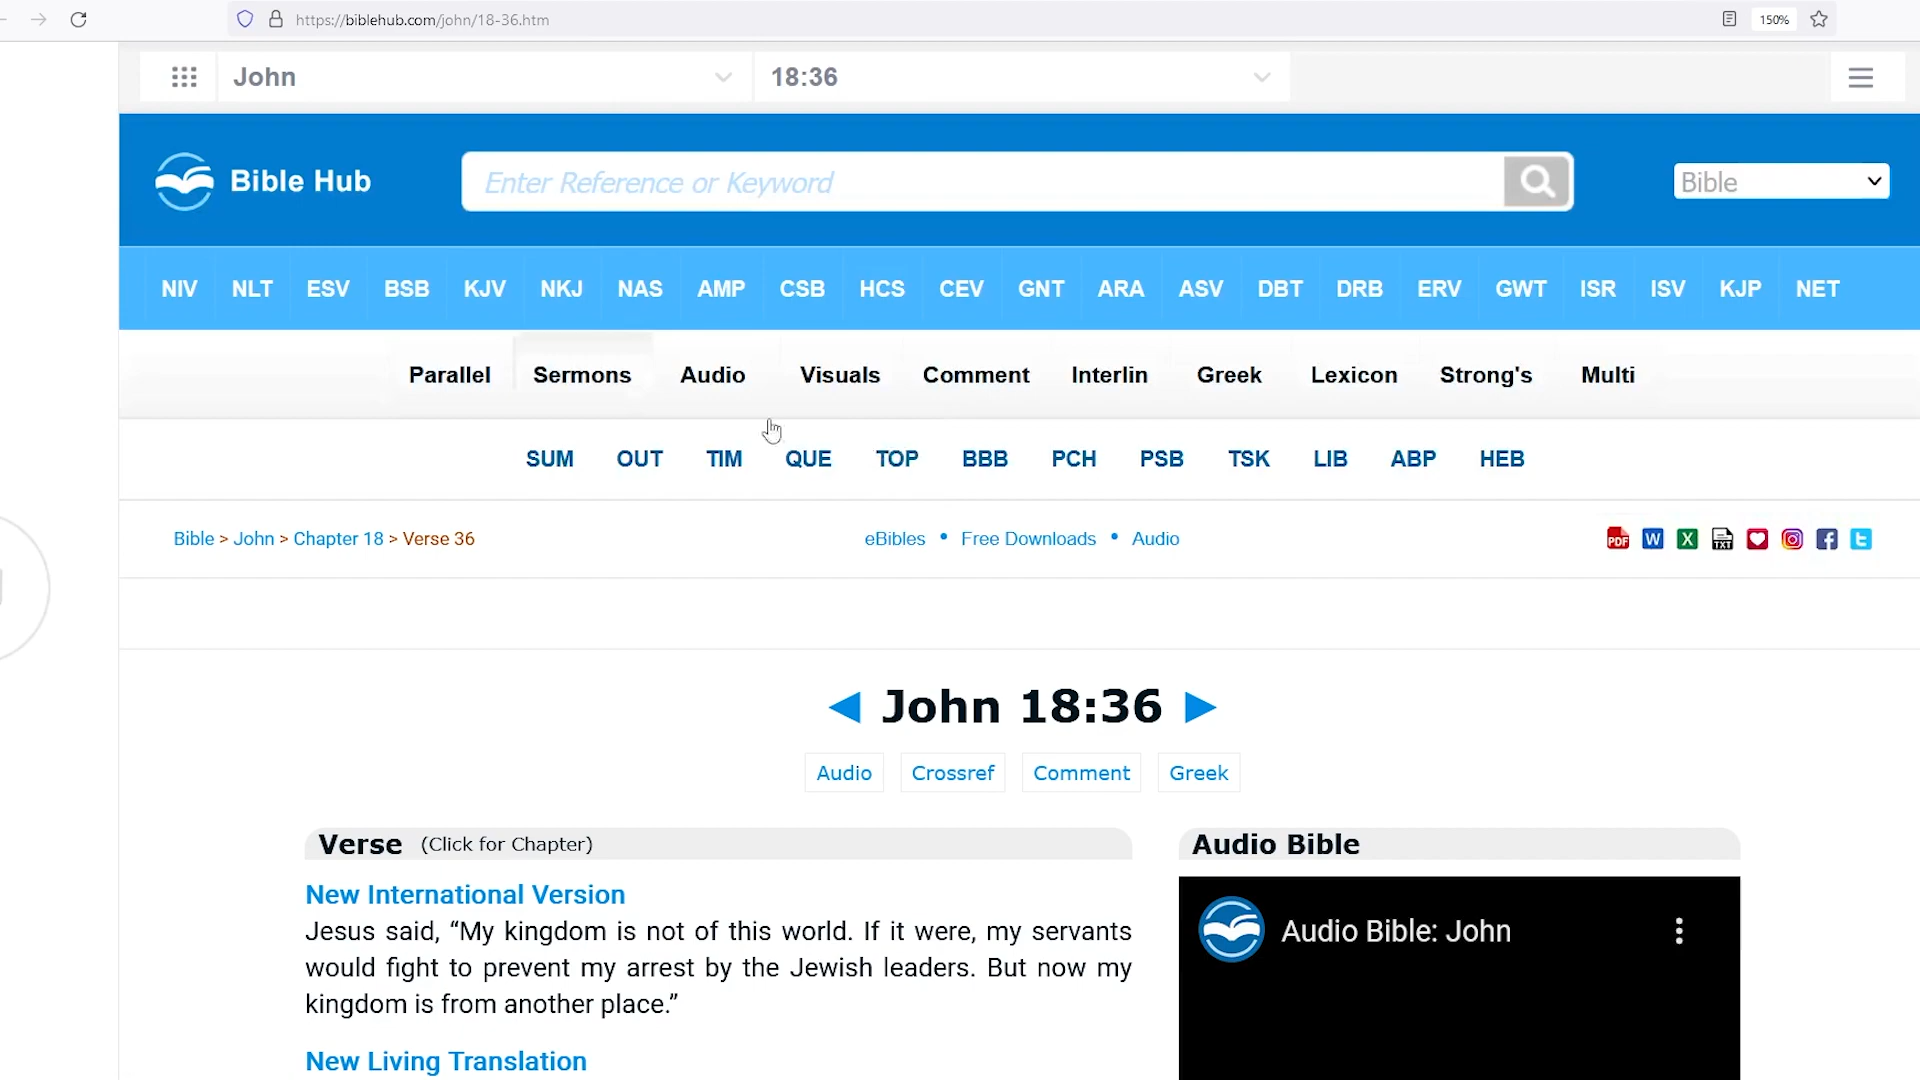 https://biblehub.com/john/18-36.htm
150%
John
18:36
Bible Hub
Enter Reference or Keyword
Bible
NIV NLT ESV BSB KJV NKJ NAS AMP CSB HCS CEV GNT ARA ASV DBT DRB ERV GWT ISR ISV KJP NET
Parallel Sermons Audio Visuals Comment Interlin Greek Lexicon Strong's Multi
SUM OUT TIM QUE TOP BBB PCH PSB TSK LIB ABP HEB
Bible > John > Chapter 18 > Verse 36
eBibles • Free Downloads • Audio
PDF W X TXT
◄ John 18:36 ►
Audio Crossref Comment Greek
Verse (Click for Chapter)
New International Version
Jesus said, “My kingdom is not of this world. If it were, my servants
would fight to prevent my arrest by the Jewish leaders. But now my
kingdom is from another place.”
New Living Translation
Audio Bible
Audio Bible: John